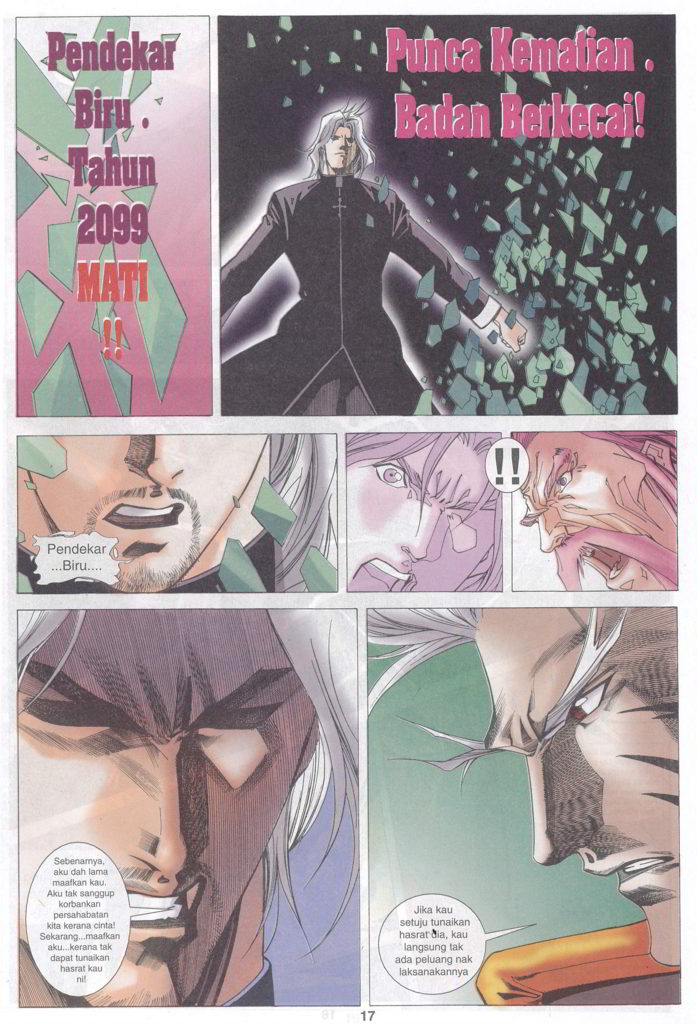 Pendekar
Biru .
Tahun
2099
MATI
!!
Punca Kematian .
Badan Berkecai!
Pendekar
...Biru....
!!
Sebenarnya,
aku dah lama
maafkan kau.
Aku tak sanggup
korbankan
persahabatan
kita kerana cinta!
Sekarang...maafkan
aku...kerana tak
dapat tunaikan
hasrat kau
ni!
Jika kau
setuju tunaikan
hasrat dia, kau
langsung tak
ada peluang nak
laksanakannya
17